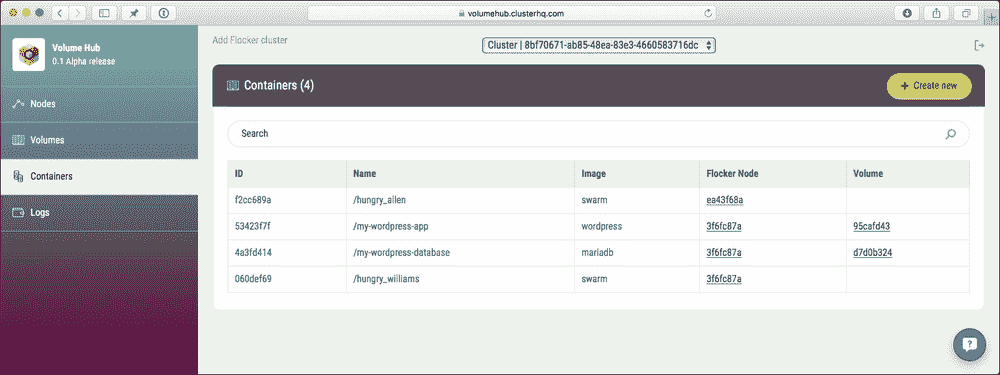 volumehub.clusterhq.com
Volume Hub
0.1 Alpha release
Nodes
Volumes
Containers
Logs
Add Flocker cluster
Cluster | 8bf70671-ab85-48ea-83e3-4660583716dc
Containers (4)
+ Create new
Search
ID Name Image Flocker Node Volume
f2cc689a /hungry_allen swarm ea43f68a
53423f7f /my-wordpress-app wordpress 3f6fc87a 95cafd43
4a3fd414 /my-wordpress-database mariadb 3f6fc87a d7d0b324
060def69 /hungry_williams swarm 3f6fc87a